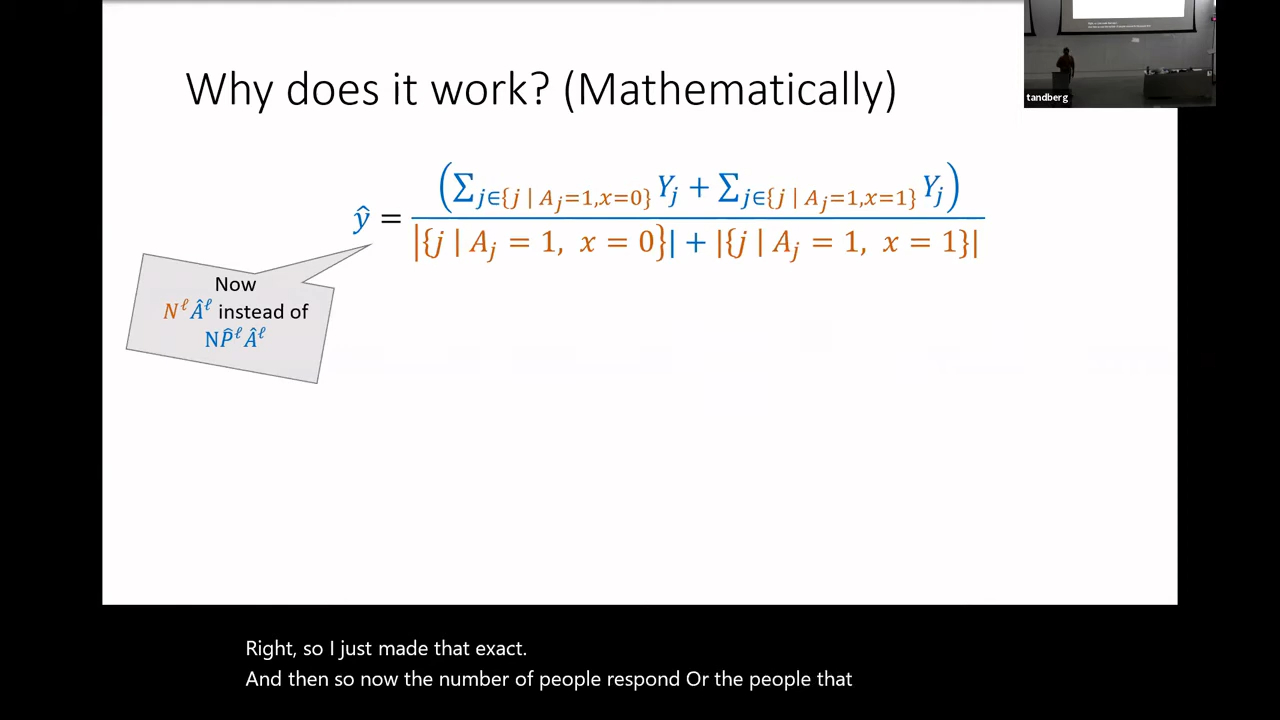 Why does it work? (Mathematically)
tandberg
ŷ = (∑_{j∈{j | A_j=1,x=0}} Y_j + ∑_{j∈{j | A_j=1,x=1}} Y_j) / |{j | A_j = 1, x = 0}| + |{j | A_j = 1, x = 1}|
Now
N^ℓ Â^ℓ instead of
NP̂^ℓ Â^ℓ
Right, so I just made that exact.
And then so now the number of people respond Or the people that